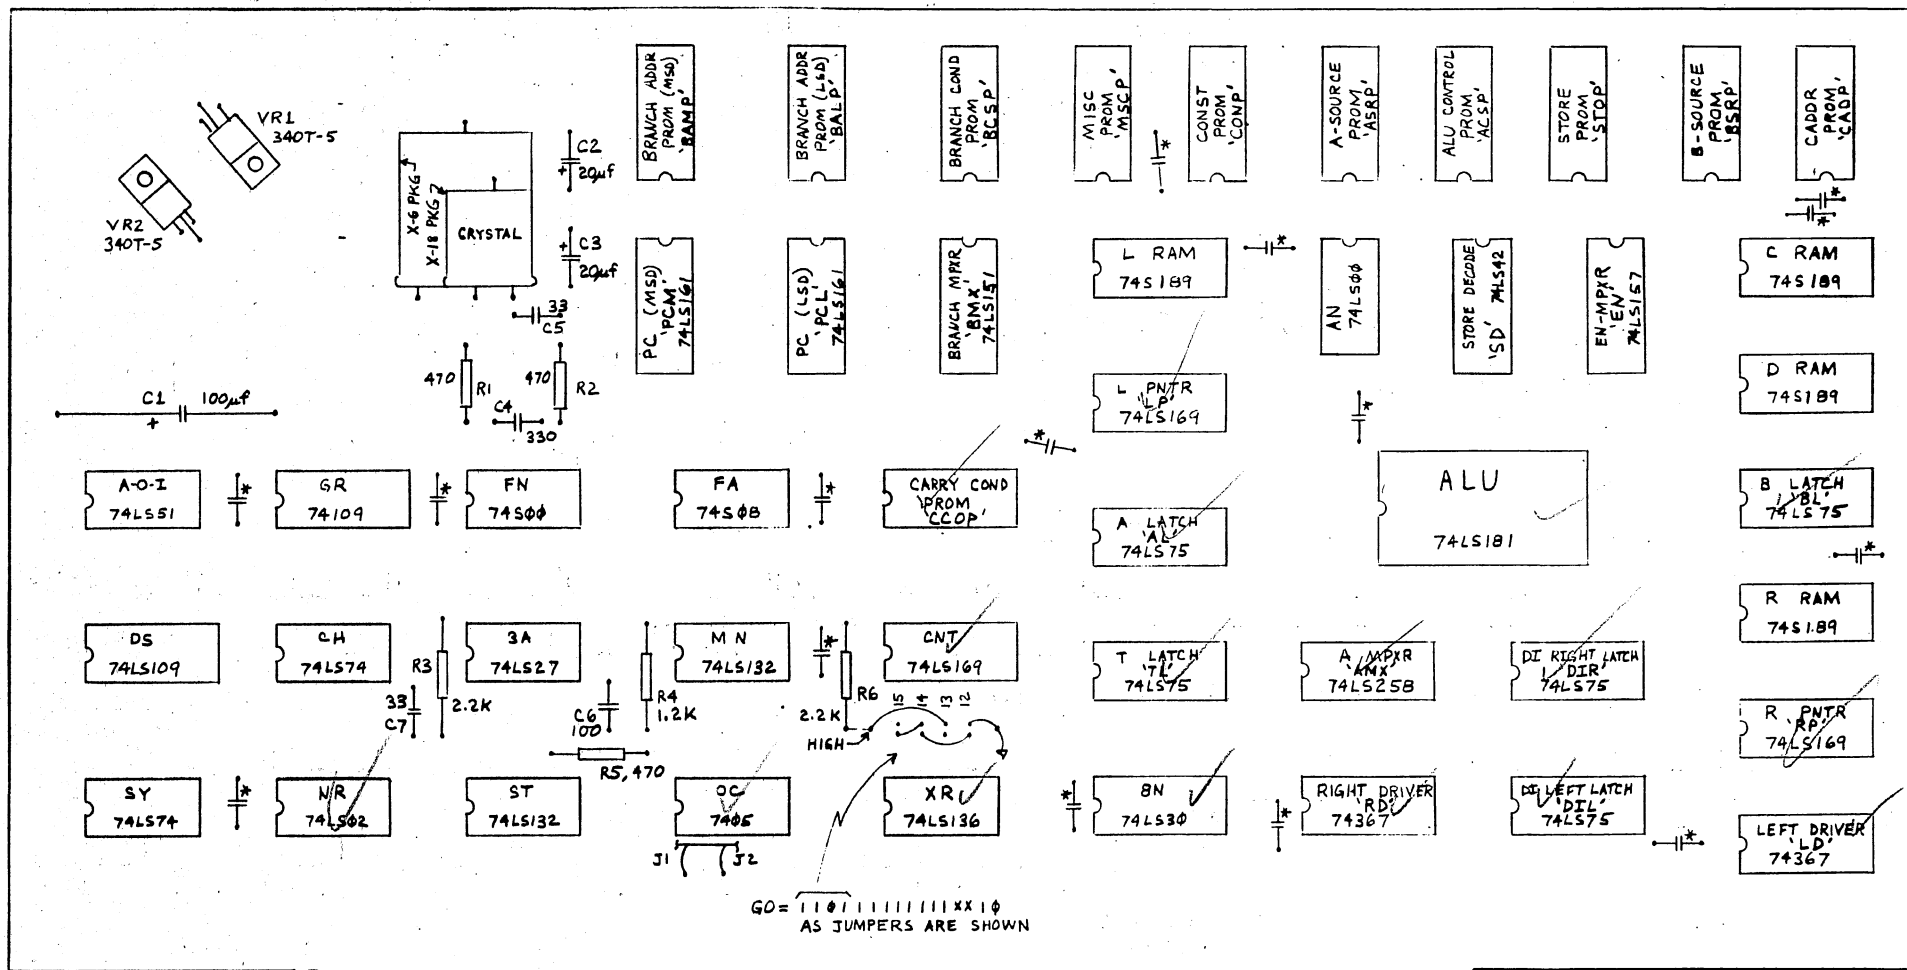 VR1
340T-5
VR2
340T-5
X-6 PKG
X-18 PKG
CRYSTAL
C2
+
20µf
+
C3
20µf
33
C5
470
R1
470
R2
C4
330
C1
100µf
+
BRANCH ADDR
PROM (MSD)
'BAMP'
BRANCH ADDR
PROM (LSD)
'BALP'
BRANCH COND
PROM
'BCSP'
MISC
PROM
'MSCP'
*
CONST
PROM
'CONP'
A-SOURCE
PROM
'ASRP'
ALU CONTROL
PROM
'ACSP'
STORE
PROM
'STOP'
B-SOURCE
PROM
'BSRP'
CADDR
PROM
'CADP'
*
*
PC (MSD)
'PCM'
74LS161
PC (LSD)
'PCL'
74LS161
BRANCH MPXR
'BMX'
74LS151
L RAM
74S189
*
AN
74LSØØ
STORE DECODE
'SD' 74LS42
EN-MPXR
'EN'
74LS157
C RAM
74S189
L PNTR
'LP'
74LS169
*
D RAM
74S189
*
A-O-I
74LS51
*
GR
74109
*
FN
74SØØ
FA
74SØ8
*
CARRY COND
PROM
'CCOP'
A LATCH
'AL'
74LS75
ALU
74LS181
B LATCH
'BL'
74LS75
*
DS
74LS109
CH
74LS74
R3
2.2K
33
C7
3A
74LS27
C6
100
R4
1.2K
R5, 470
MN
74LS132
*
R6
2.2K
CNT
74LS169
15
14
13
12
HIGH
T LATCH
'TL'
74LS75
A MPXR
'AMX'
74LS258
DI RIGHT LATCH
'DIR'
74LS75
R RAM
74S189
R PNTR
'RP'
74LS169
SY
74LS74
*
NR
74LSØ2
ST
74LS132
OC
74Ø5
J1
J2
XR
74LS136
*
8N
74LS3Ø
*
RIGHT DRIVER
'RD'
74367
DI LEFT LATCH
'DIL'
74LS75
*
LEFT DRIVER
'LD'
74367
GO = 11Ø111111111XX1Ø
AS JUMPERS ARE SHOWN